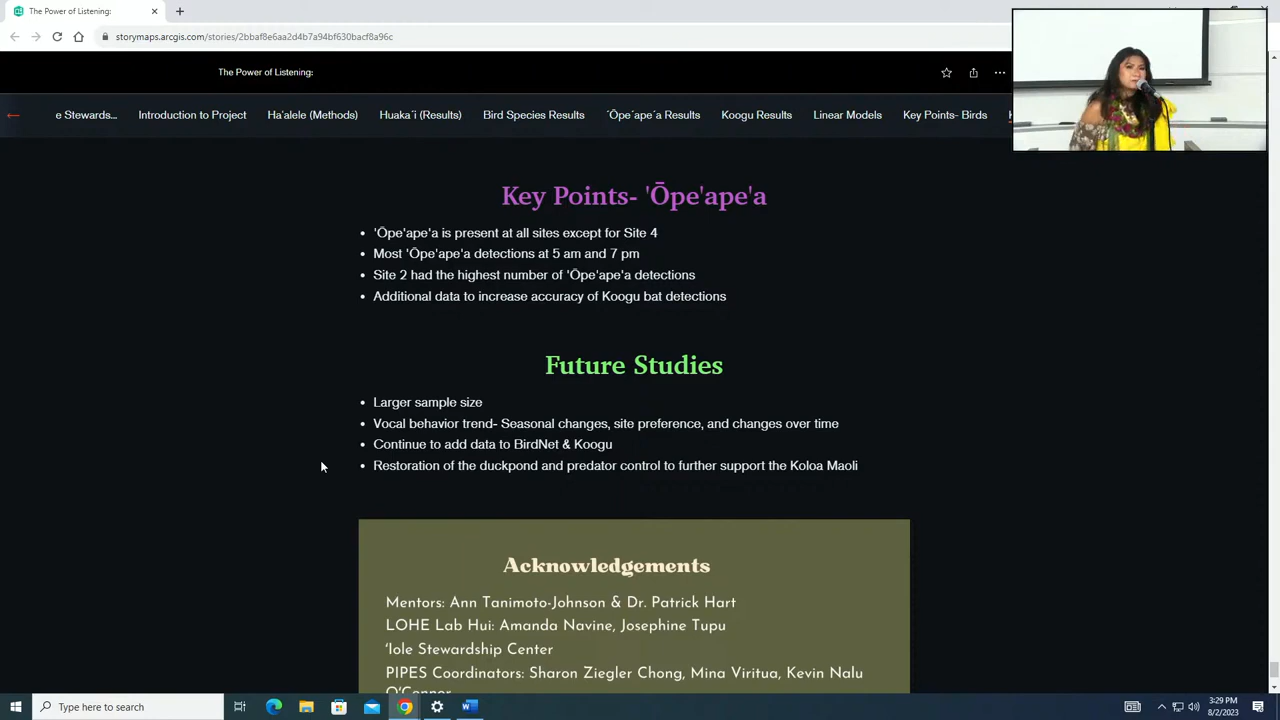 The Power of Listening:
storymaps.arcgis.com/stories/2bbaf8e6aa2d4b7a94bf630bacf8a96c
The Power of Listening:
e Stewards... Introduction to Project Ha'alele (Methods) Huaka`i (Results) Bird Species Results `Ōpe`ape`a Results Koogu Results Linear Models Key Points- Birds
Key Points- 'Ōpe'ape'a
• 'Ōpe'ape'a is present at all sites except for Site 4
• Most 'Ōpe'ape'a detections at 5 am and 7 pm
• Site 2 had the highest number of 'Ōpe'ape'a detections
• Additional data to increase accuracy of Koogu bat detections
Future Studies
• Larger sample size
• Vocal behavior trend- Seasonal changes, site preference, and changes over time
• Continue to add data to BirdNet & Koogu
• Restoration of the duckpond and predator control to further support the Koloa Maoli
Acknowledgements
Mentors: Ann Tanimoto-Johnson & Dr. Patrick Hart
LOHE Lab Hui: Amanda Navine, Josephine Tupu
'Iole Stewardship Center
PIPES Coordinators: Sharon Ziegler Chong, Mina Viritua, Kevin Nalu
O'Connor
Type here to search
3:29 PM
8/2/2023